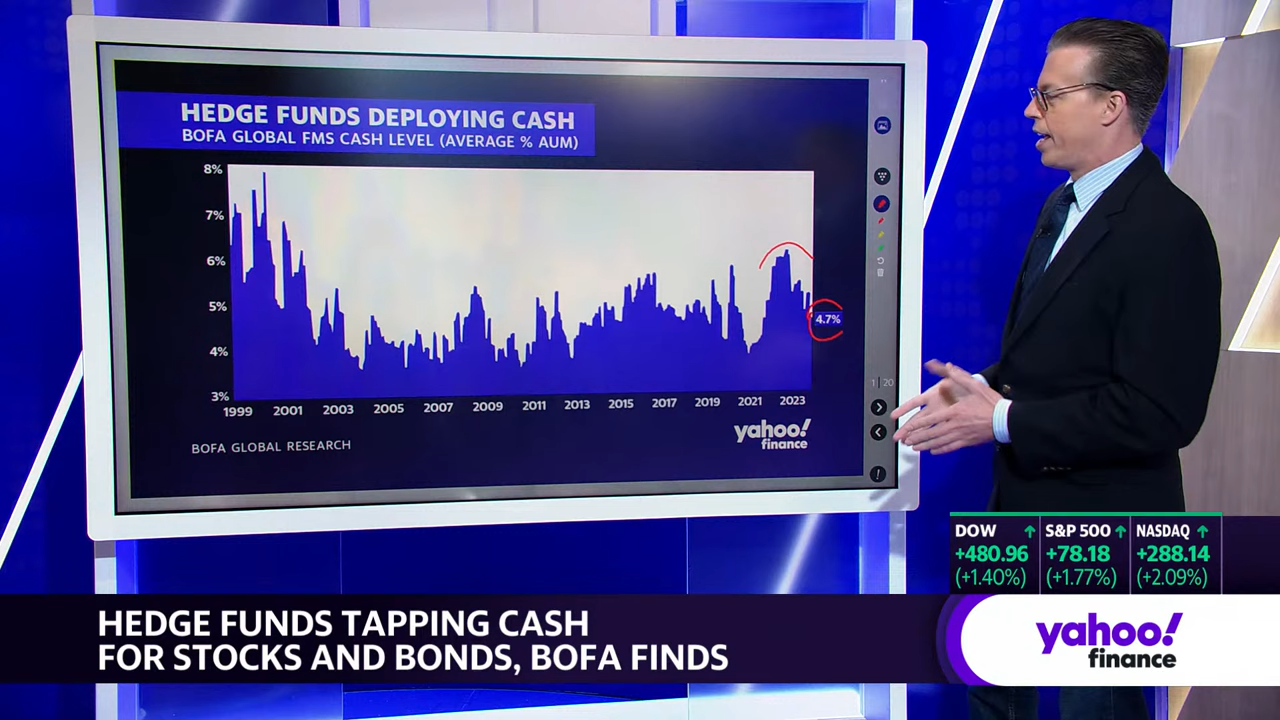 HEDGE FUNDS DEPLOYING CASH
BOFA GLOBAL FMS CASH LEVEL (AVERAGE % AUM)
8%
7%
6%
5%
4%
3%
4.7%
1999 2001 2003 2005 2007 2009 2011 2013 2015 2017 2019 2021 2023
BOFA GLOBAL RESEARCH
yahoo!
finance
1 | 20
DOW
+480.96
(+1.40%)
S&P 500
+78.18
(+1.77%)
NASDAQ
+288.14
(+2.09%)
HEDGE FUNDS TAPPING CASH
FOR STOCKS AND BONDS, BOFA FINDS
yahoo!
finance